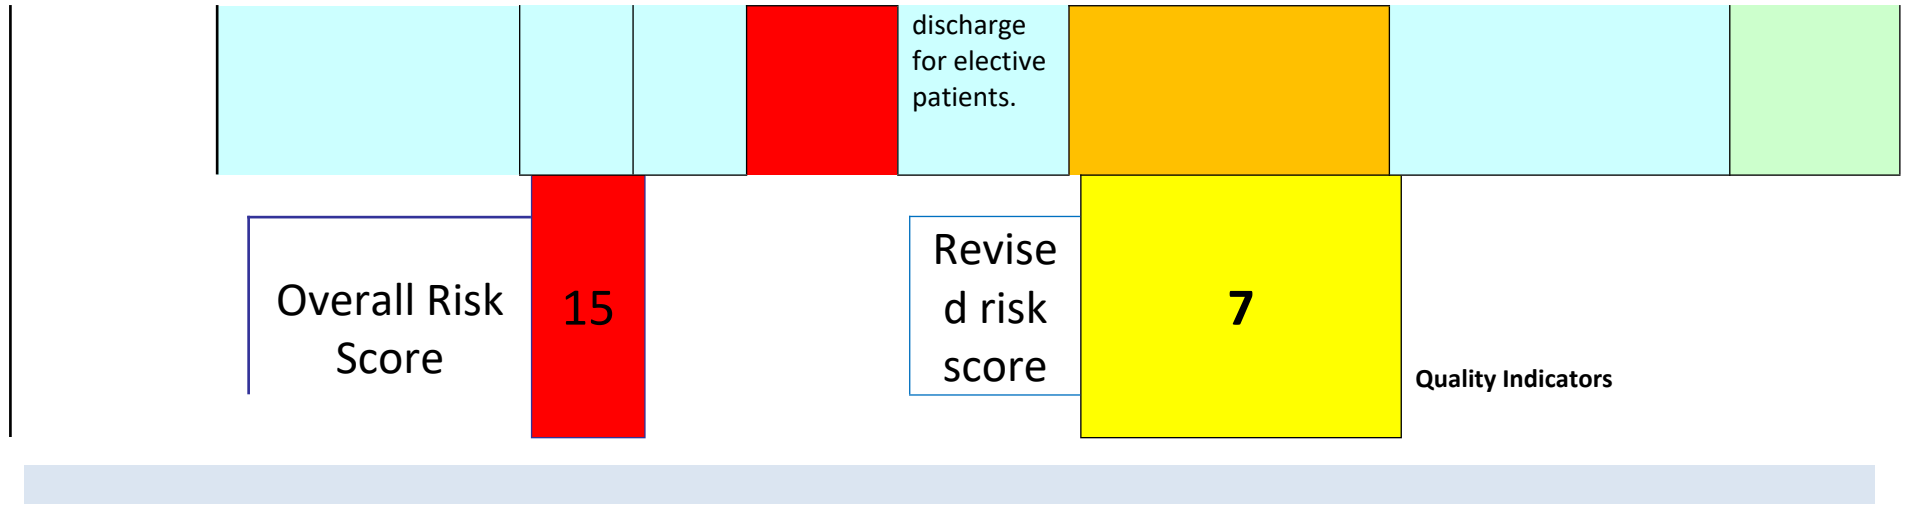 discharge
for elective
patients.
Overall Risk
Score
15
Revise
d risk
score
7
Quality Indicators